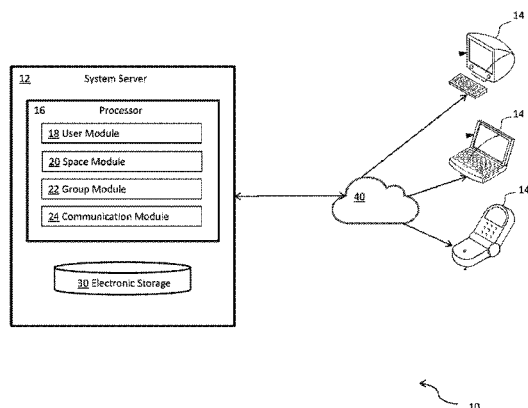 12 System Server
16 Processor
18 User Module
20 Space Module
22 Group Module
24 Communication Module
30 Electronic Storage
40
14
14
14
10